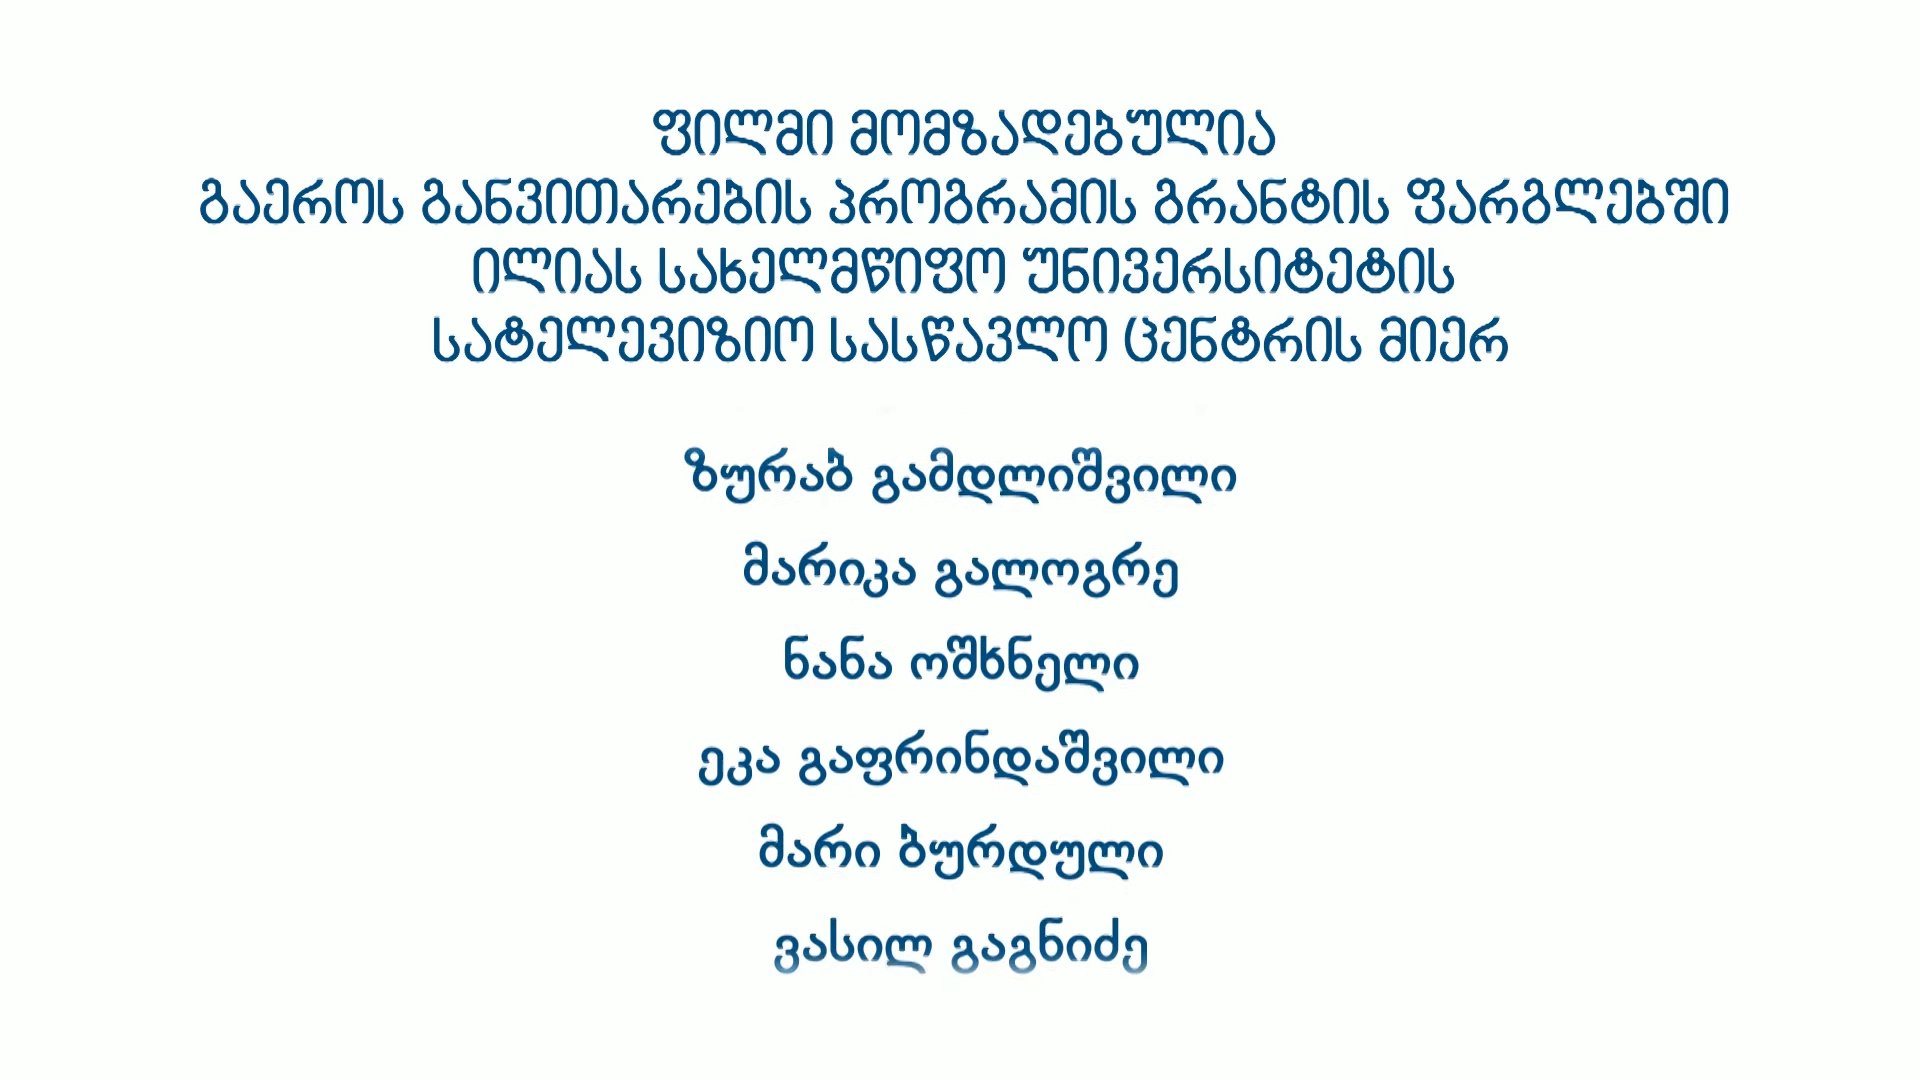 ფილმი მომზადებულია
გაეროს განვითარების პროგრამის გრანტის ფარგლებში
ილიას სახელმწიფო უნივერსიტეტის
სატელევიზიო სასწავლო ცენტრის მიერ
ზურაბ გამდლიშვილი
მარიკა გალოგრე
ნანა ოშხნელი
ეკა გაფრინდაშვილი
მარი ბურდული
ვასილ გაგნიძე